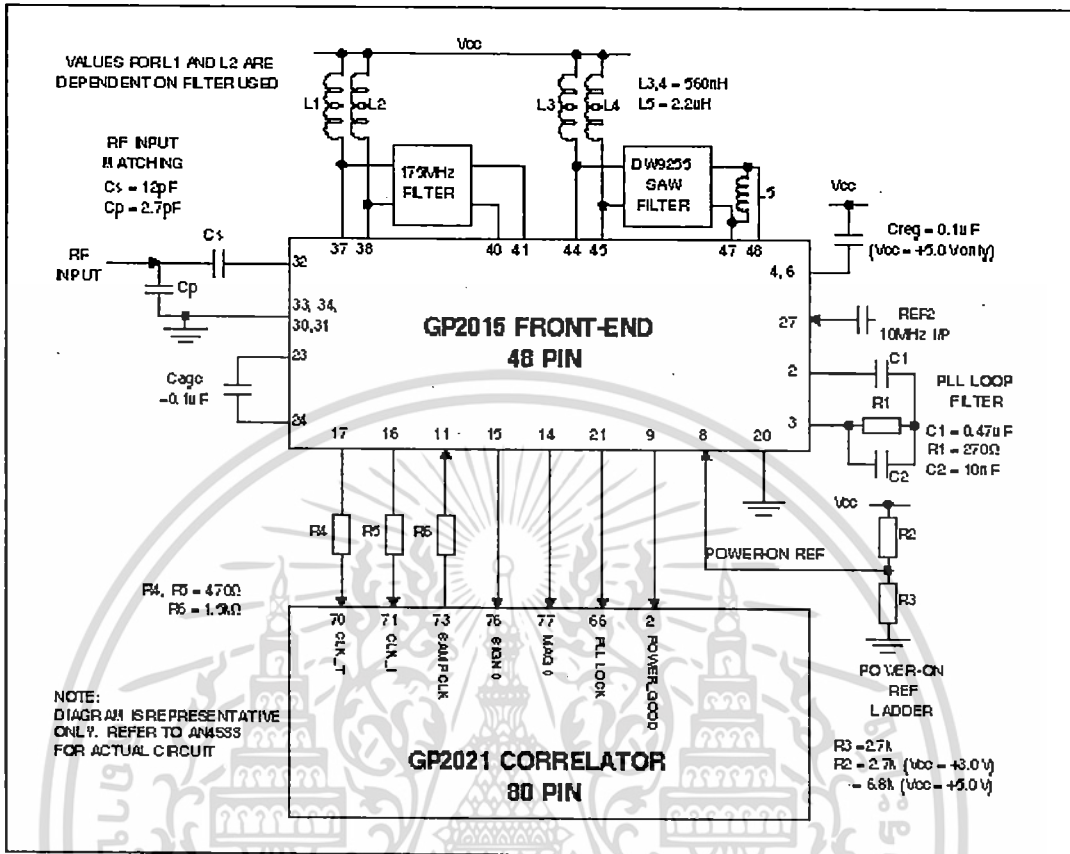 Vcc
VALUES FOR L1 AND L2 ARE
DEPENDENT ON FILTER USED
L1
L2
L3
L4
L3,4 = 560nH
L5 = 2.2uH
RF INPUT
MATCHING
Cs = 12pF
Cp = 2.7pF
175MHz
FILTER
DW9255
SAW
FILTER
L5
Vcc
Creg = 0.1uF
(Vcc = +5.0V only)
Cs
RF
INPUT
Cp
37
38
40
41
44
45
47
48
32
33, 34,
30,31
23
24
4, 6
27
2
3
REF2
10MHz I/P
GP2015 FRONT-END
48 PIN
Cagc
-0.1uF
C1
R1
C2
PLL LOOP
FILTER
C1 = 0.47uF
R1 = 270Ω
C2 = 10nF
17
16
11
15
14
21
9
8
20
Vcc
R2
R3
R4
R5
R6
POWER-ON REF
R4, R5 = 470Ω
R6 = 1.5kΩ
70
71
73
76
77
66
2
CLK_T
CLK_I
SAMPCLK
SIGN 0
MAG 0
PLL LOCK
POWER_GOOD
POWER-ON
REF
LADDER
R3 = 2.7k
R2 = 2.7k (Vcc = +3.0 V)
= 6.8k (Vcc = +5.0 V)
NOTE:
DIAGRAM IS REPRESENTATIVE
ONLY. REFER TO AN4533
FOR ACTUAL CIRCUIT
GP2021 CORRELATOR
80 PIN